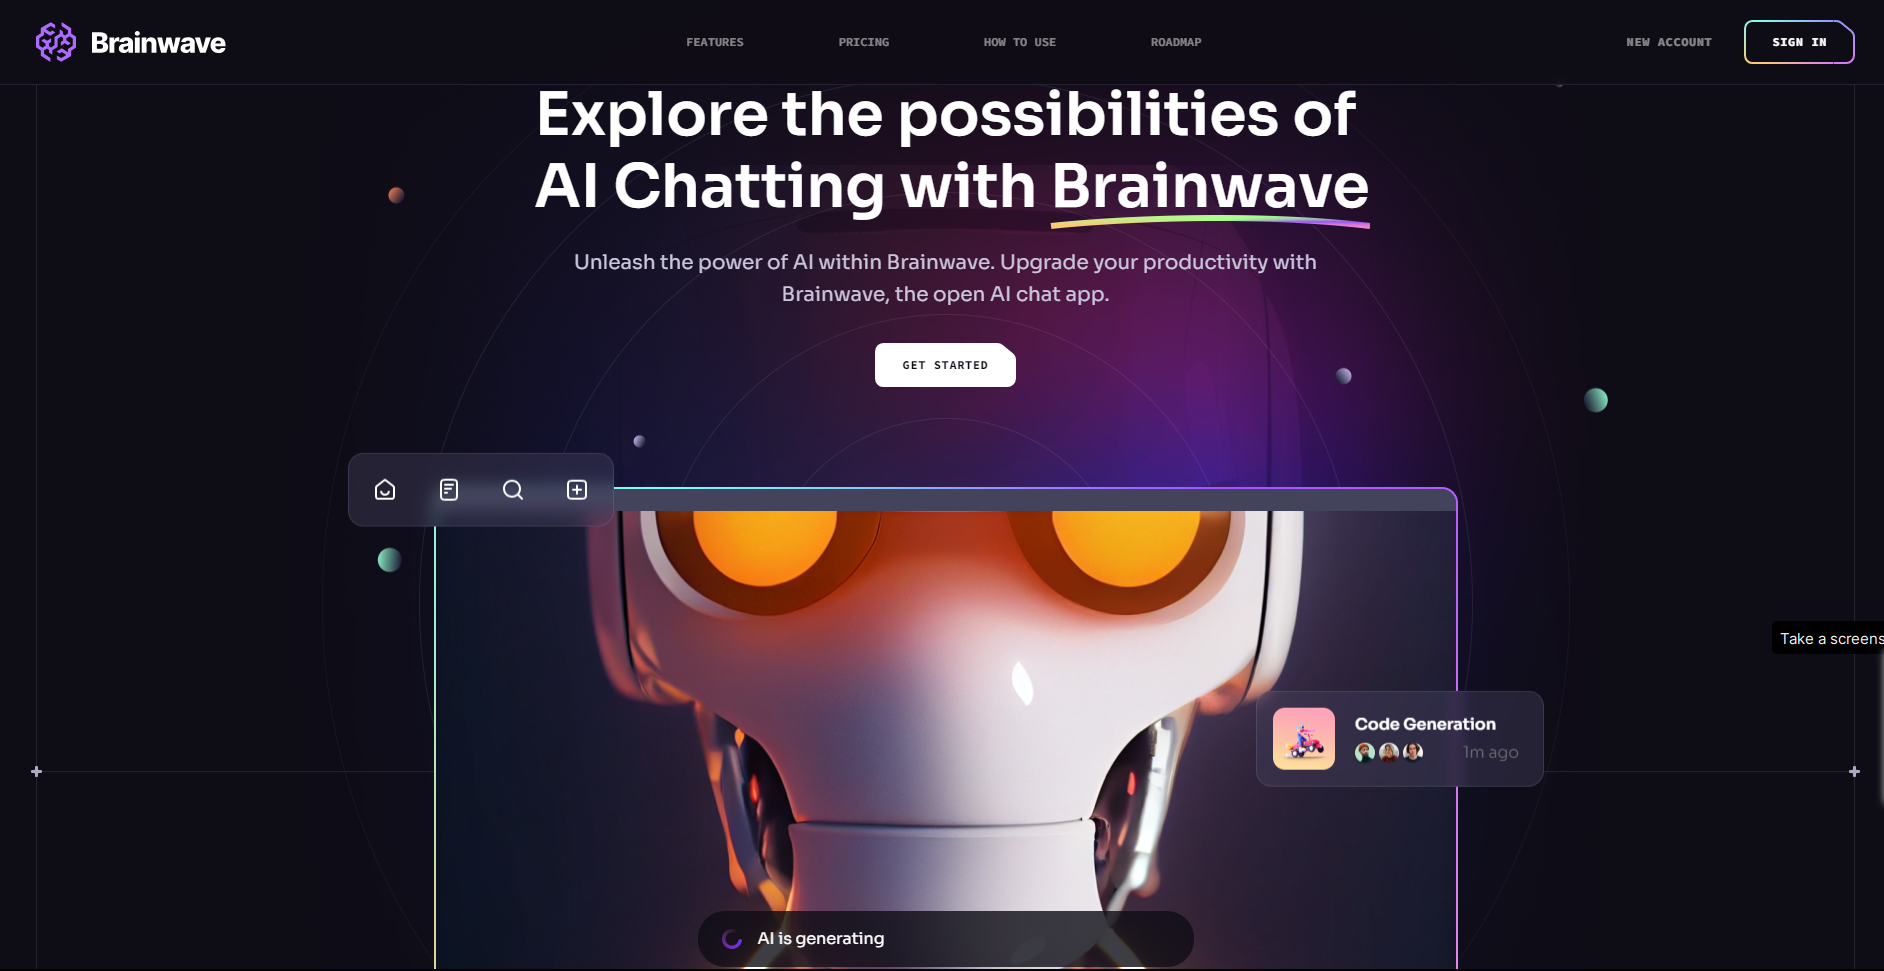 Brainwave
FEATURES
PRICING
HOW TO USE
ROADMAP
NEW ACCOUNT
SIGN IN
Explore the possibilities of
AI Chatting with Brainwave
Unleash the power of AI within Brainwave. Upgrade your productivity with
Brainwave, the open AI chat app.
GET STARTED
Take a screens
Code Generation
1m ago
AI is generating